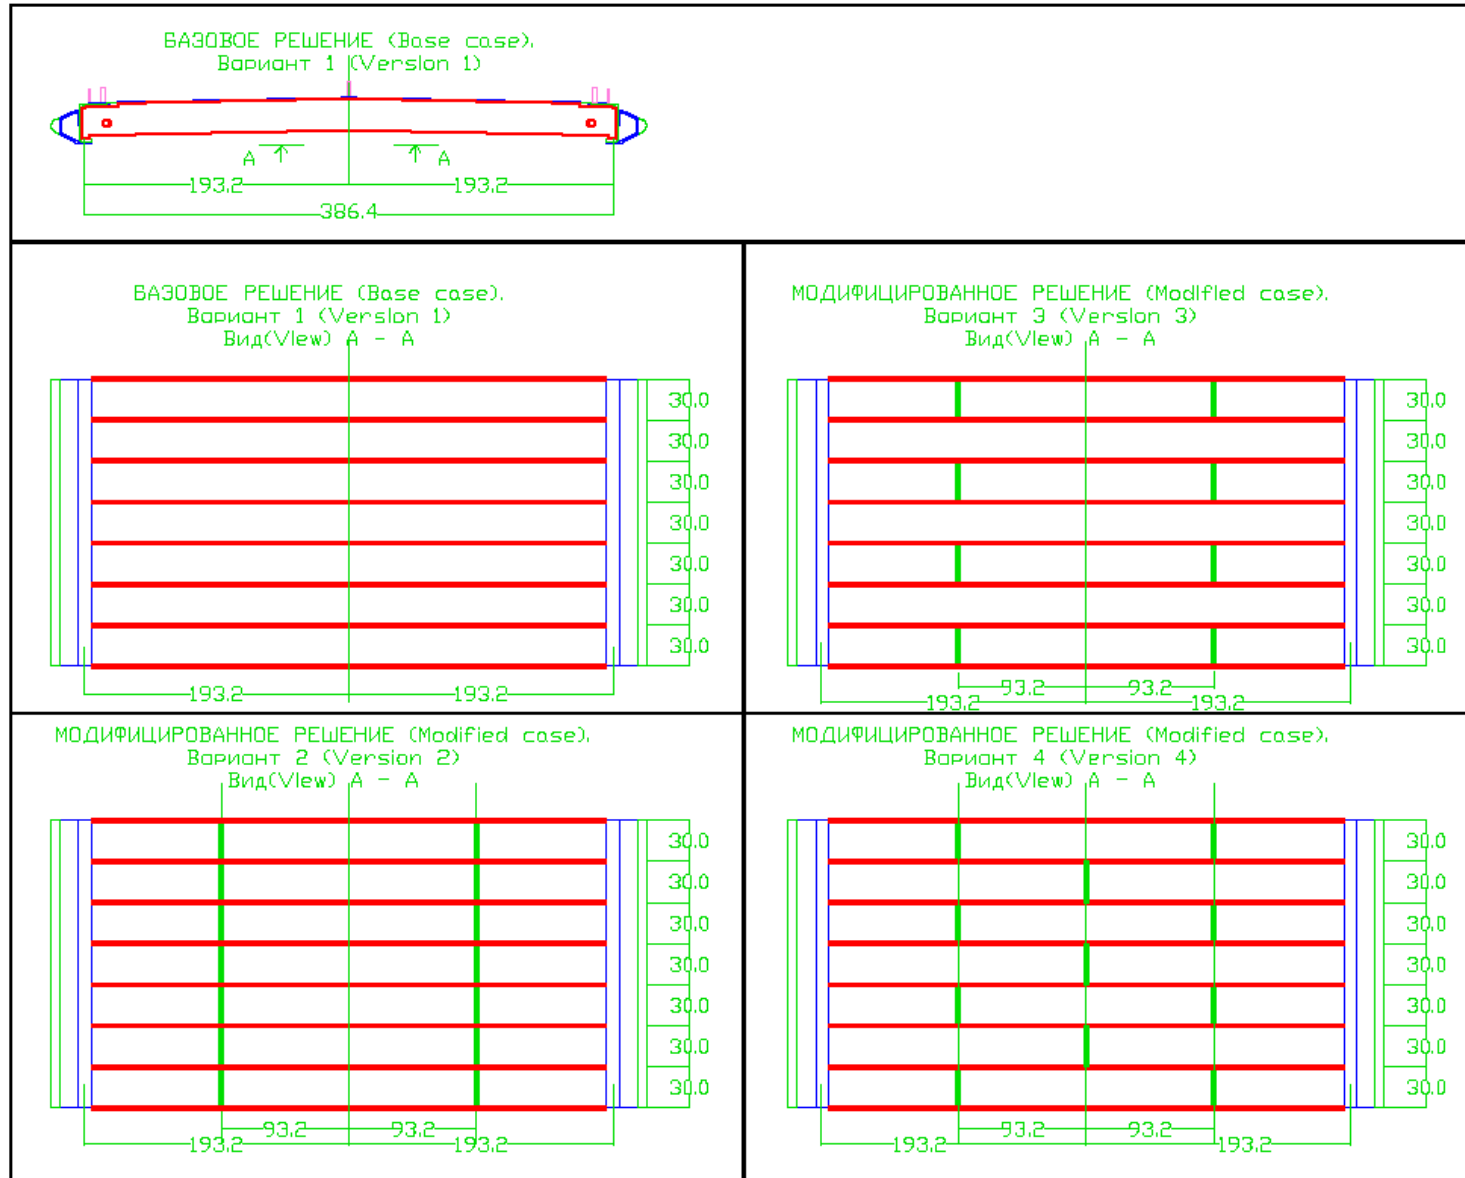 БАЗОВОЕ РЕШЕНИЕ (Base case).
Вариант 1 (Version 1)
A A
193.2 193.2
386.4
БАЗОВОЕ РЕШЕНИЕ (Base case).
Вариант 1 (Version 1)
Вид(View) A - A
30.0
30.0
30.0
30.0
30.0
30.0
30.0
193.2 193.2
МОДИФИЦИРОВАННОЕ РЕШЕНИЕ (Modified case).
Вариант 3 (Version 3)
Вид(View) A - A
30.0
30.0
30.0
30.0
30.0
30.0
30.0
93.2 93.2
193.2 193.2
МОДИФИЦИРОВАННОЕ РЕШЕНИЕ (Modified case).
Вариант 2 (Version 2)
Вид(View) A - A
30.0
30.0
30.0
30.0
30.0
30.0
30.0
93.2 93.2
193.2 193.2
МОДИФИЦИРОВАННОЕ РЕШЕНИЕ (Modified case).
Вариант 4 (Version 4)
Вид(View) A - A
30.0
30.0
30.0
30.0
30.0
30.0
30.0
93.2 93.2
193.2 193.2